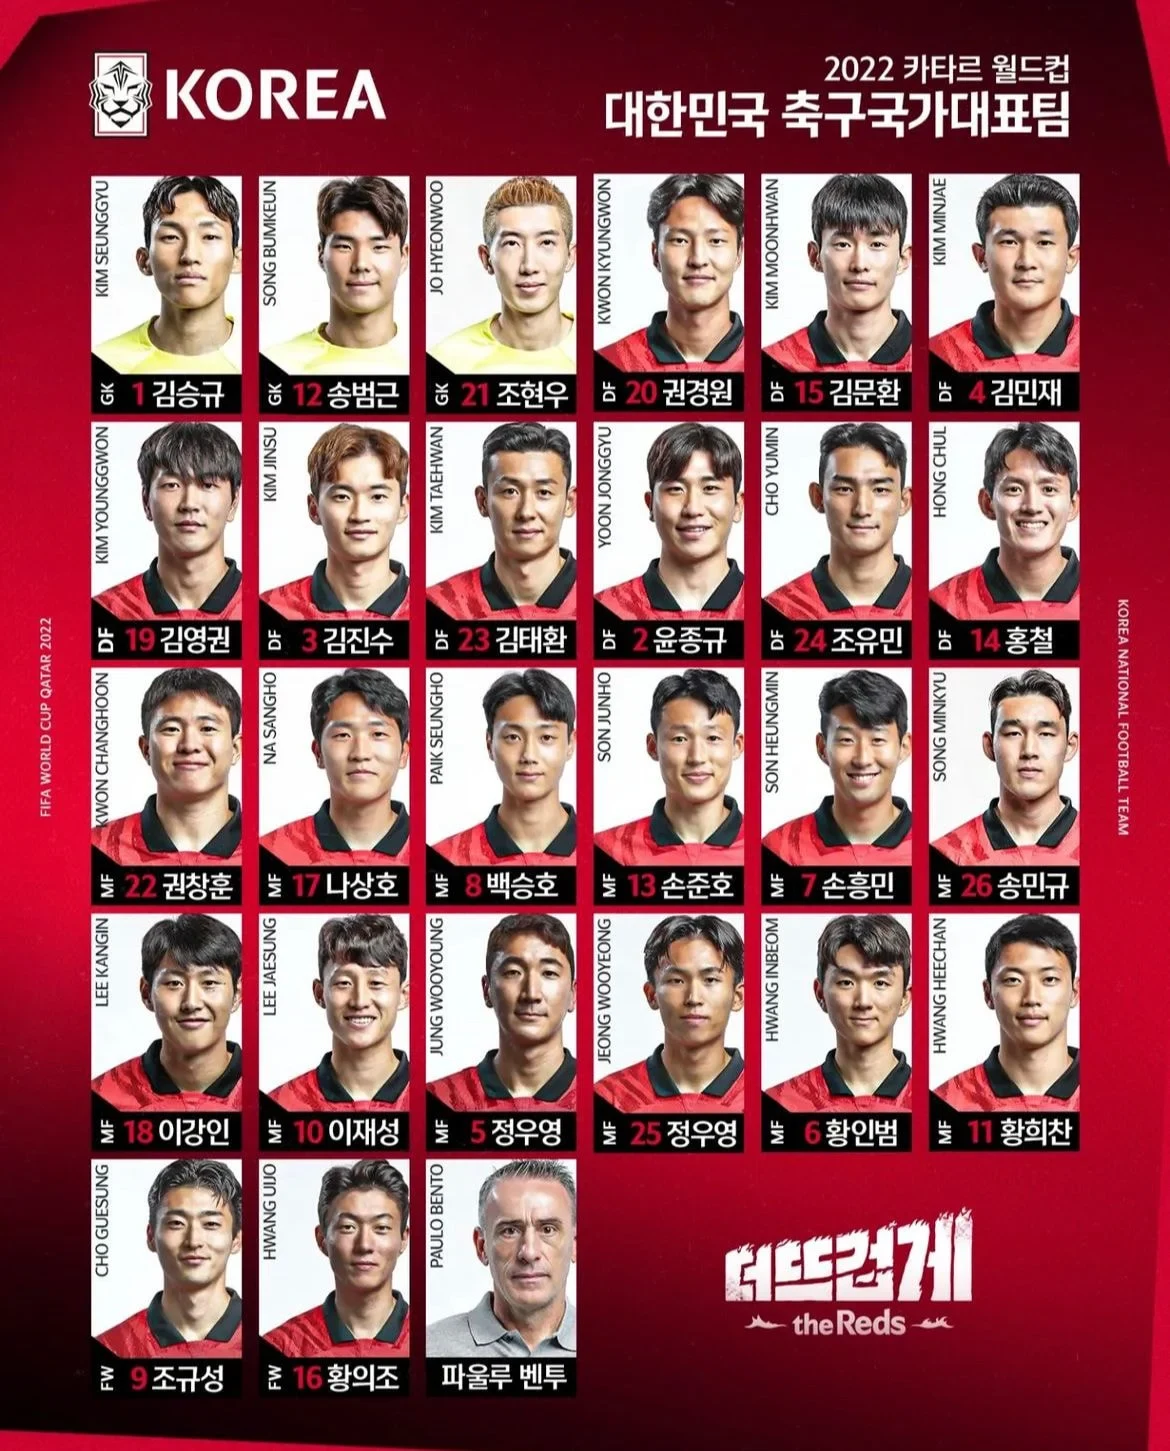 KOREA
2022 카타르 월드컵
대한민국 축구국가대표팀
KIM SEUNGGYU
GK 1 김승규
SONG BUMKEUN
GK 12 송범근
JO HYEONWOO
GK 21 조현우
KWON KYUNGWON
DF 20 권경원
KIM MOONHWAN
DF 15 김문환
KIM MINJAE
DF 4 김민재
KIM YOUNGGWON
DF 19 김영권
KIM JINSU
DF 3 김진수
KIM TAEHWAN
DF 23 김태환
YOON JONGGYU
DF 2 윤종규
CHO YUMIN
DF 24 조유민
HONG CHUL
DF 14 홍철
KWON CHANGHOON
MF 22 권창훈
NA SANGHO
MF 17 나상호
PAIK SEUNGHO
MF 8 백승호
SON JUNHO
MF 13 손준호
SON HEUNGMIN
MF 7 손흥민
SONG MINKYU
MF 26 송민규
LEE KANGIN
MF 18 이강인
LEE JAESUNG
MF 10 이재성
JUNG WOOYOUNG
MF 5 정우영
JEONG WOOYEONG
MF 25 정우영
HWANG INBEOM
MF 6 황인범
HWANG HEECHAN
MF 11 황희찬
CHO GUESUNG
FW 9 조규성
HWANG UIJO
FW 16 황의조
PAULO BENTO
파울루 벤투
더뜨겁게
the Reds
FIFA WORLD CUP QATAR 2022
KOREA NATIONAL FOOTBALL TEAM